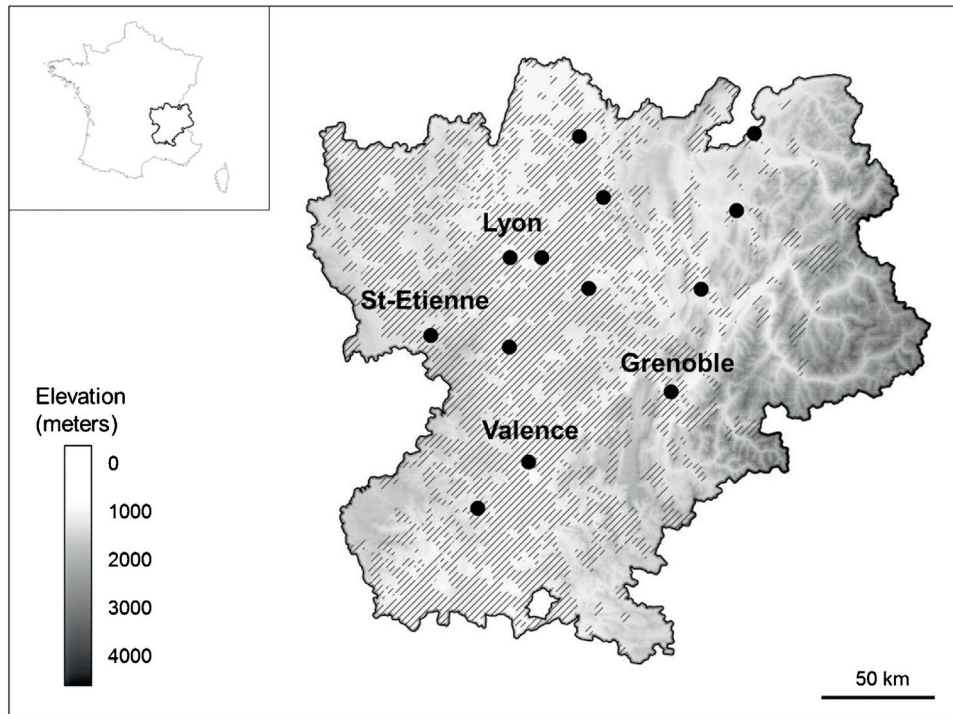 Lyon
St-Etienne
Grenoble
Valence
Elevation
(meters)
0
1000
2000
3000
4000
50 km